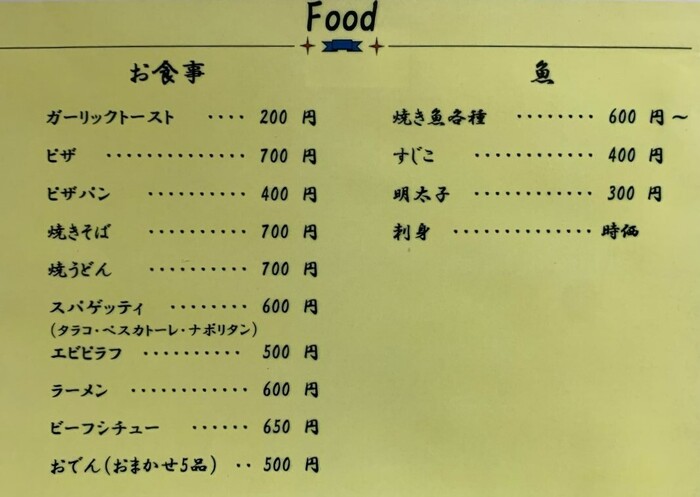 Food
お食事
ガーリックトースト ････ 200 円
ピザ ･････････････ 700 円
ピザパン ･･････････ 400 円
焼きそば ･･････････ 700 円
焼うどん ･･････････ 700 円
スパゲッティ ････････ 600 円
(タラコ・ペスカトーレ・ナポリタン)
エビピラフ ･･････････ 500 円
ラーメン ････････････ 600 円
ビーフシチュー ･･････ 650 円
おでん(おまかせ5品) ･･ 500 円
魚
焼き魚各種 ････････ 600 円～
すじこ ････････････ 400 円
明太子 ････････････ 300 円
刺身 ･･････････････ 時価